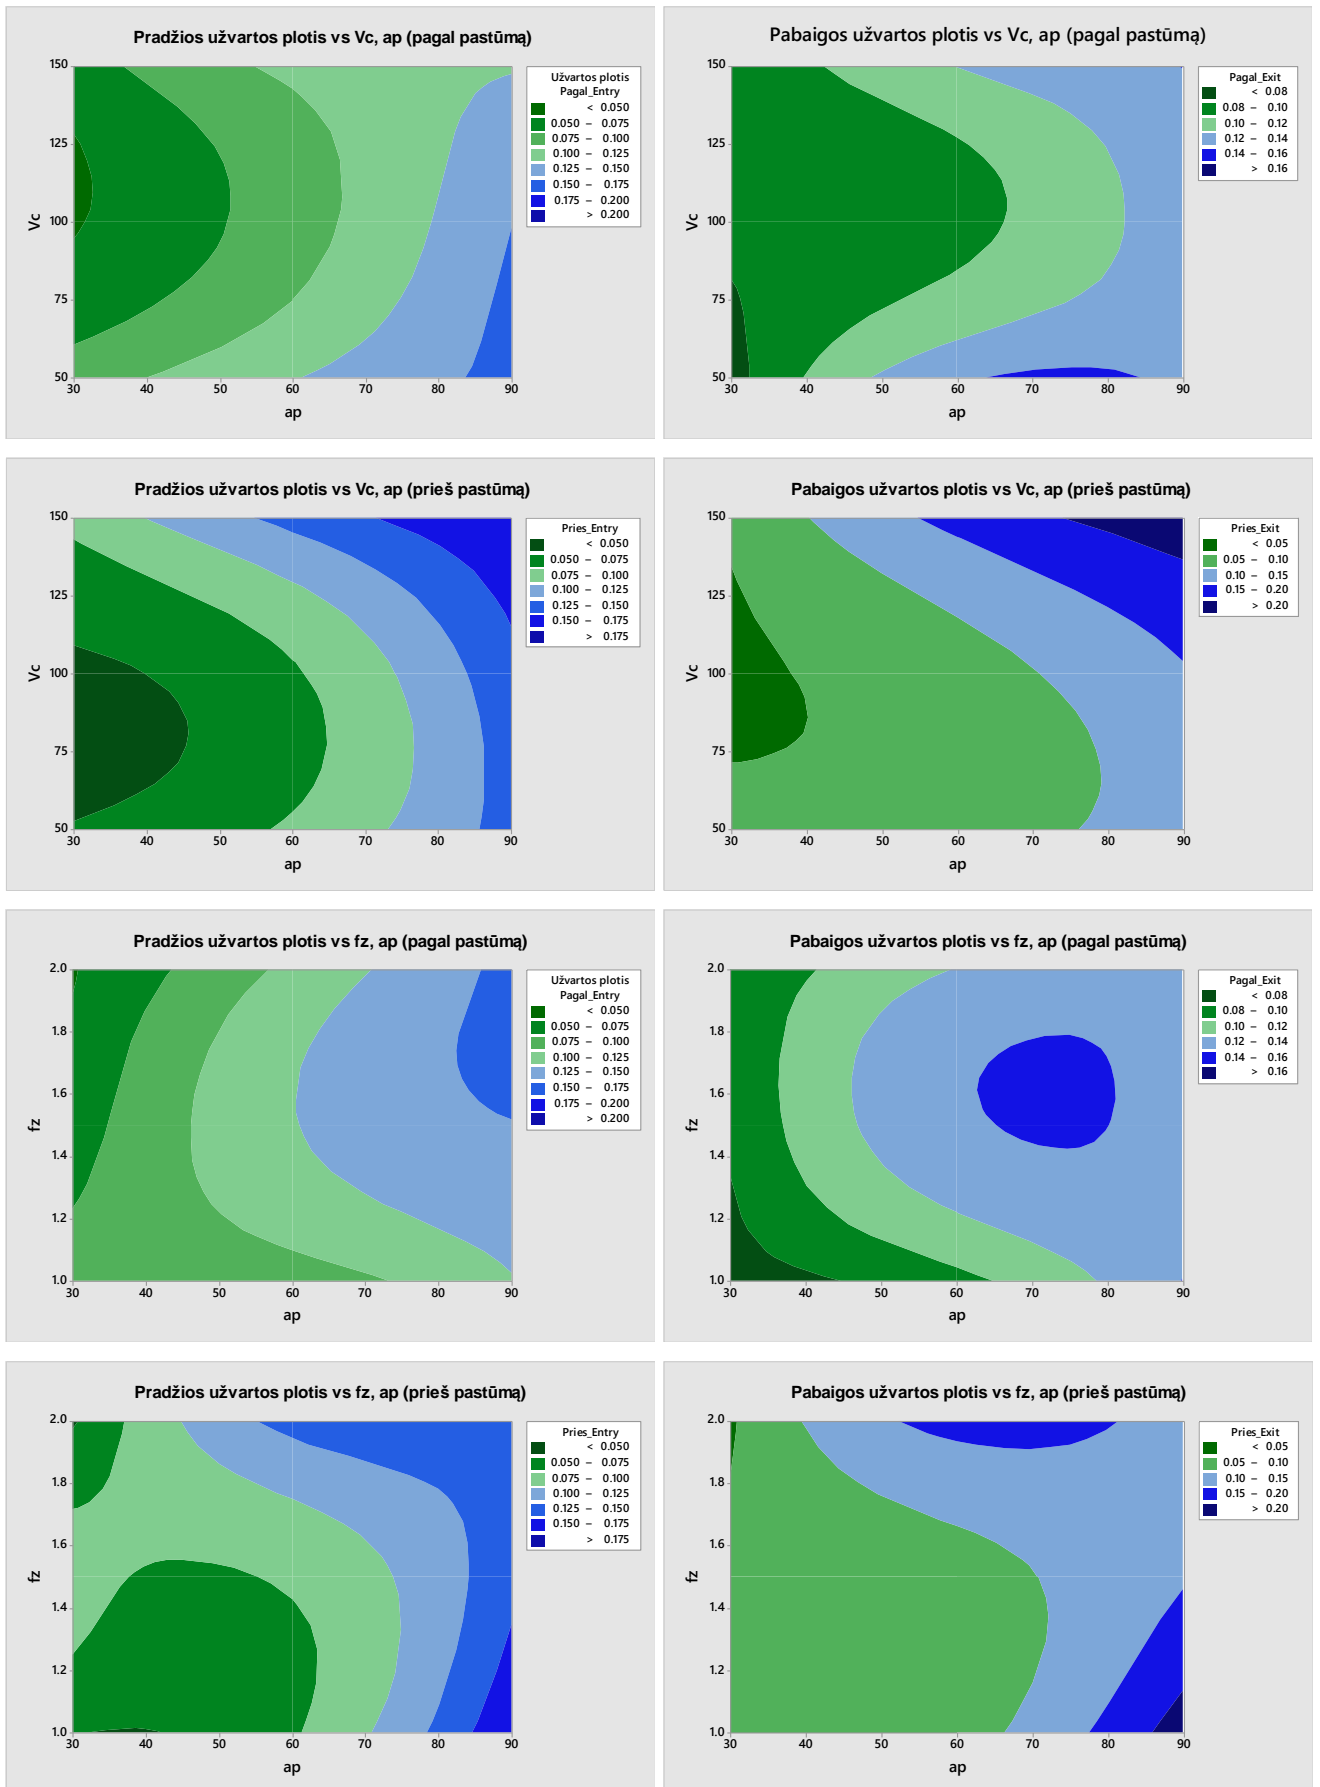 Pradžios užvartos plotis vs Vc, ap (pagal pastūmą)
150
125
100
75
50
Vc
30 40 50 60 70 80 90
ap
Užvartos plotis
Pagal_Entry
< 0.050
0.050 – 0.075
0.075 – 0.100
0.100 – 0.125
0.125 – 0.150
0.150 – 0.175
0.175 – 0.200
> 0.200
Pabaigos užvartos plotis vs Vc, ap (pagal pastūmą)
150
125
100
75
50
Vc
30 40 50 60 70 80 90
ap
Pagal_Exit
< 0.08
0.08 – 0.10
0.10 – 0.12
0.12 – 0.14
0.14 – 0.16
> 0.16
Pradžios užvartos plotis vs Vc, ap (prieš pastūmą)
150
125
100
75
50
Vc
30 40 50 60 70 80 90
ap
Pries_Entry
< 0.050
0.050 – 0.075
0.075 – 0.100
0.100 – 0.125
0.125 – 0.150
0.150 – 0.175
> 0.175
Pabaigos užvartos plotis vs Vc, ap (prieš pastūmą)
150
125
100
75
50
Vc
30 40 50 60 70 80 90
ap
Pries_Exit
< 0.05
0.05 – 0.10
0.10 – 0.15
0.15 – 0.20
> 0.20
Pradžios užvartos plotis vs fz, ap (pagal pastūmą)
2.0
1.8
1.6
1.4
1.2
1.0
fz
30 40 50 60 70 80 90
ap
Užvartos plotis
Pagal_Entry
< 0.050
0.050 – 0.075
0.075 – 0.100
0.100 – 0.125
0.125 – 0.150
0.150 – 0.175
0.175 – 0.200
> 0.200
Pabaigos užvartos plotis vs fz, ap (pagal pastūmą)
2.0
1.8
1.6
1.4
1.2
1.0
fz
30 40 50 60 70 80 90
ap
Pagal_Exit
< 0.08
0.08 – 0.10
0.10 – 0.12
0.12 – 0.14
0.14 – 0.16
> 0.16
Pradžios užvartos plotis vs fz, ap (prieš pastūmą)
2.0
1.8
1.6
1.4
1.2
1.0
fz
30 40 50 60 70 80 90
ap
Pries_Entry
< 0.050
0.050 – 0.075
0.075 – 0.100
0.100 – 0.125
0.125 – 0.150
0.150 – 0.175
> 0.175
Pabaigos užvartos plotis vs fz, ap (prieš pastūmą)
2.0
1.8
1.6
1.4
1.2
1.0
fz
30 40 50 60 70 80 90
ap
Pries_Exit
< 0.05
0.05 – 0.10
0.10 – 0.15
0.15 – 0.20
> 0.20